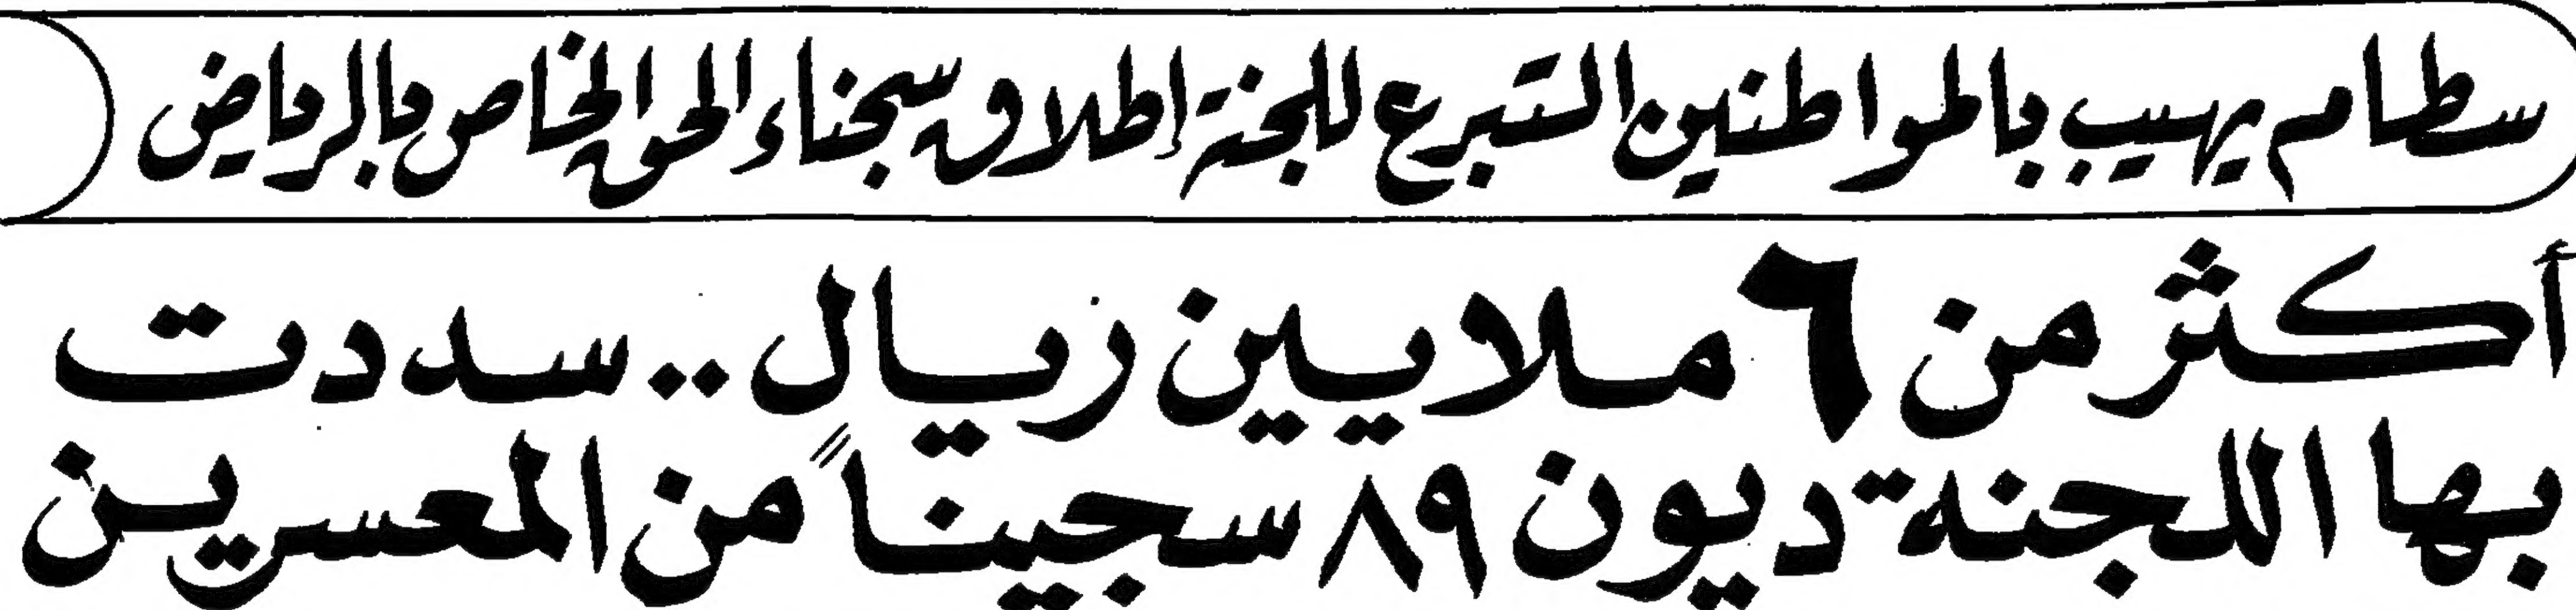 سطام يهيب بالمواطنين التبرع للجنة إطلاق سجناء الحق الخاص بالرياض
أكثر من ٦ ملايين ريال .. سددت
بها اللجنة ديون ٨٩ سجيناً من المعسرين